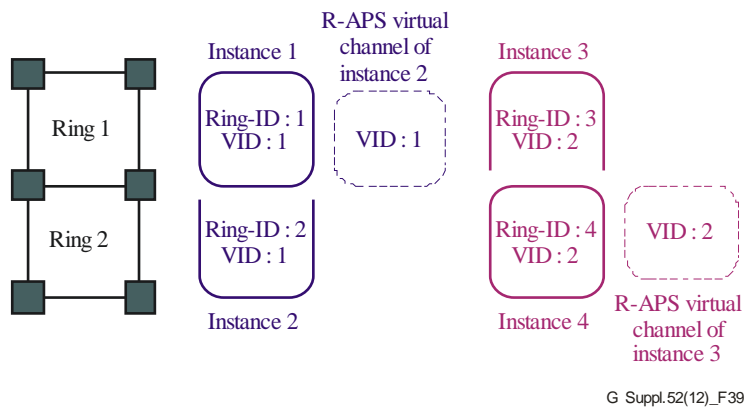 Ring 1
Ring 2
Instance 1
Ring-ID : 1
VID : 1
R-APS virtual
channel of
instance 2
VID : 1
Ring-ID : 2
VID : 1
Instance 2
Instance 3
Ring-ID : 3
VID : 2
Ring-ID : 4
VID : 2
Instance 4
VID : 2
R-APS virtual
channel of
instance 3
G Suppl.52(12)_F39